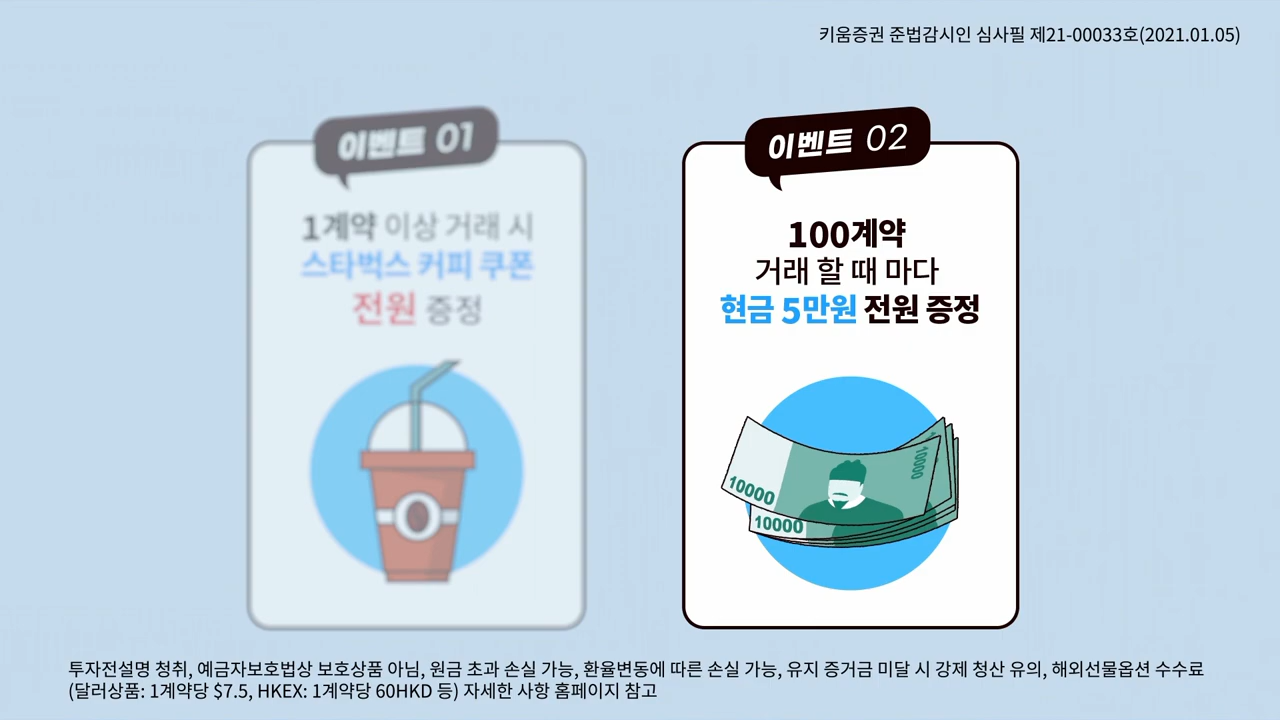 키움증권 준법감시인 심사필 제21-00033호(2021.01.05)
이벤트 01
1계약 이상 거래 시
스타벅스 커피 쿠폰
전원 증정
이벤트 02
100계약
거래 할 때 마다
현금 5만원 전원 증정
10000
10000
10000
투자전설명 청취, 예금자보호법상 보호상품 아님, 원금 초과 손실 가능, 환율변동에 따른 손실 가능, 유지 증거금 미달 시 강제 청산 유의, 해외선물옵션 수수료
(달러상품: 1계약당 $7.5, HKEX: 1계약당 60HKD 등) 자세한 사항 홈페이지 참고